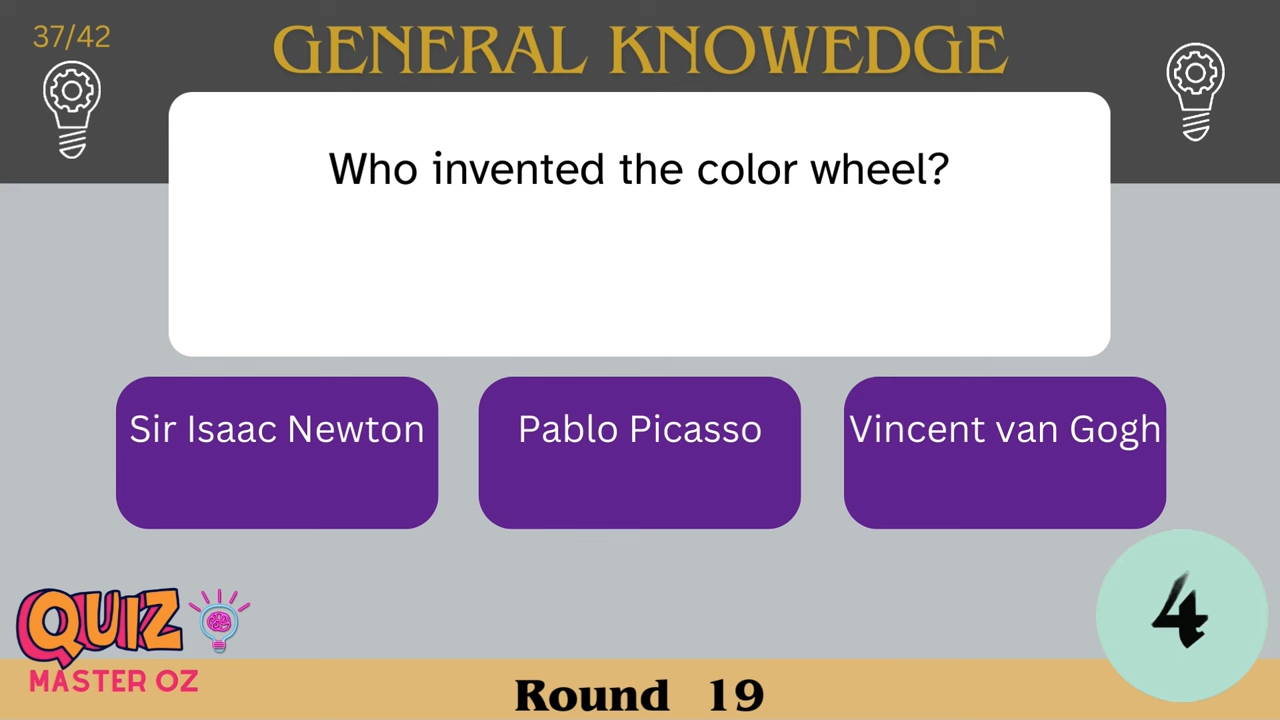 37/42
GENERAL KNOWEDGE
Who invented the color wheel?
Sir Isaac Newton
Pablo Picasso
Vincent van Gogh
4
QUIZ
MASTER OZ
Round 19